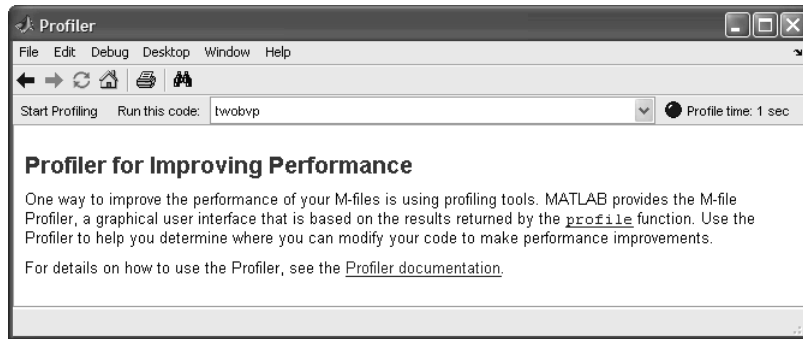 Profiler
File Edit Debug Desktop Window Help
Start Profiling Run this code: twobvp Profile time: 1 sec
Profiler for Improving Performance
One way to improve the performance of your M-files is using profiling tools. MATLAB provides the M-file
Profiler, a graphical user interface that is based on the results returned by the profile function. Use the
Profiler to help you determine where you can modify your code to make performance improvements.
For details on how to use the Profiler, see the Profiler documentation.